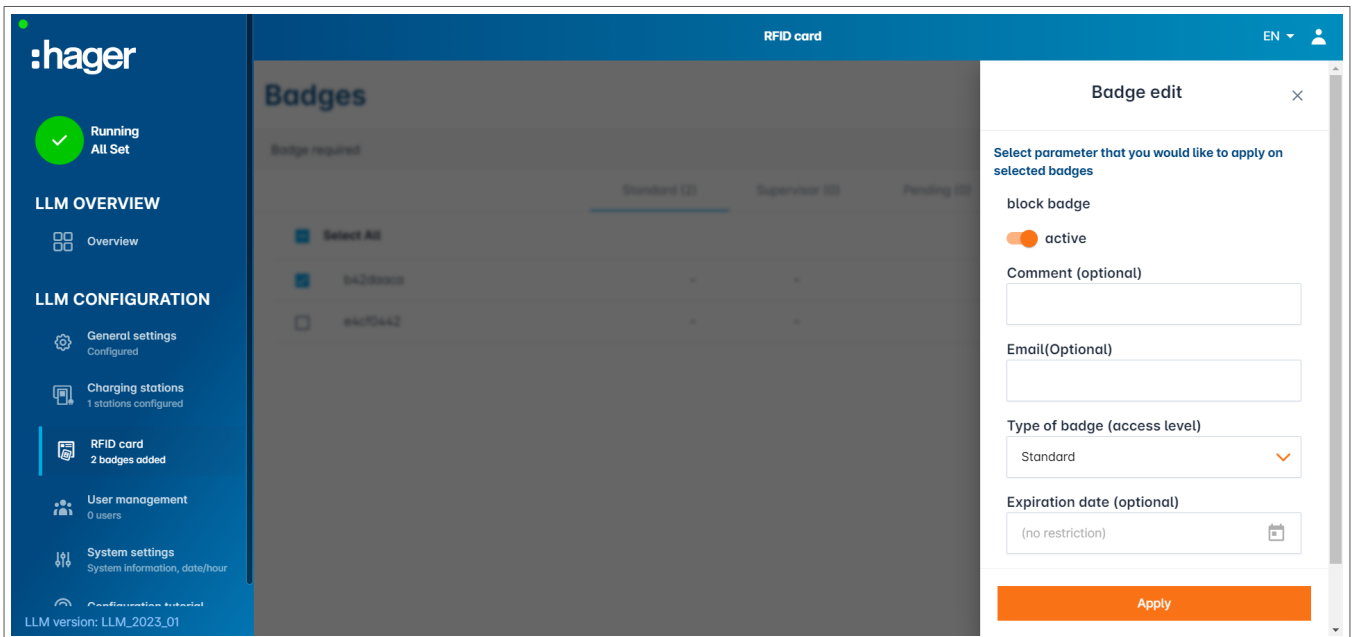 :hager
Running
All Set
LLM OVERVIEW
Overview
LLM CONFIGURATION
General settings
Configured
Charging stations
1 stations configured
RFID card
2 badges added
User management
0 users
System settings
System information, date/hour
Configuration tutorial
LLM version: LLM_2023_01
RFID card
EN
Badges
Badge required
Standard (2) Supervisor (0) Pending (0)
Select All
b42daaca - -
e4cf0442 - -
Badge edit
Select parameter that you would like to apply on
selected badges
block badge
active
Comment (optional)
Email(Optional)
Type of badge (access level)
Standard
Expiration date (optional)
(no restriction)
Apply